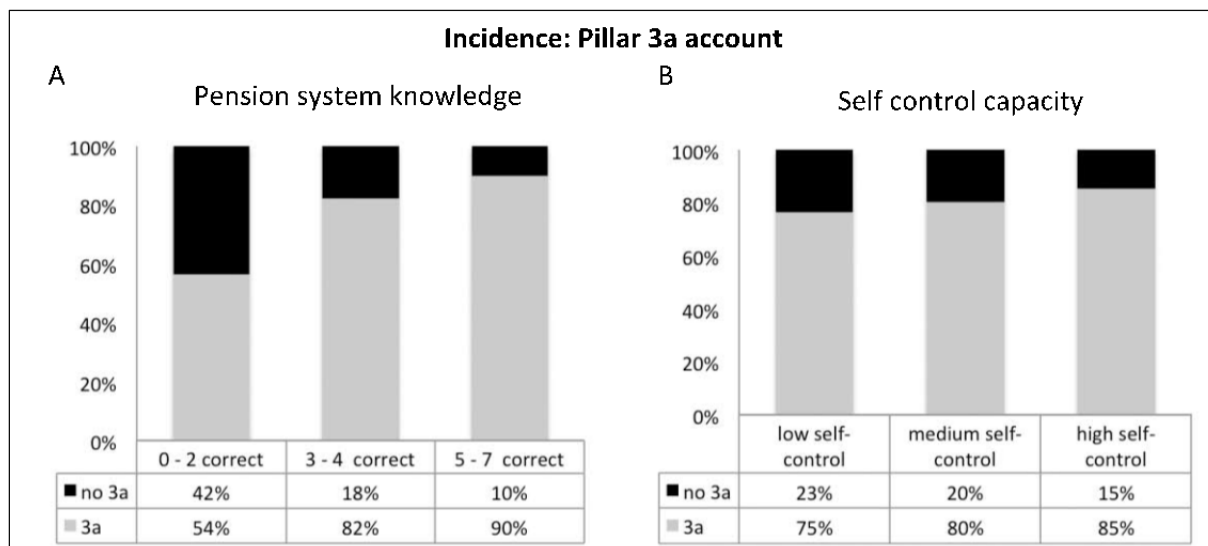 Incidence: Pillar 3a account
A
Pension system knowledge
100%
80%
60%
40%
20%
0%
0 - 2 correct 3 - 4 correct 5 - 7 correct
no 3a 42% 18% 10%
3a 54% 82% 90%
B
Self control capacity
100%
80%
60%
40%
20%
0%
low self- medium self- high self-
control control control
no 3a 23% 20% 15%
3a 75% 80% 85%